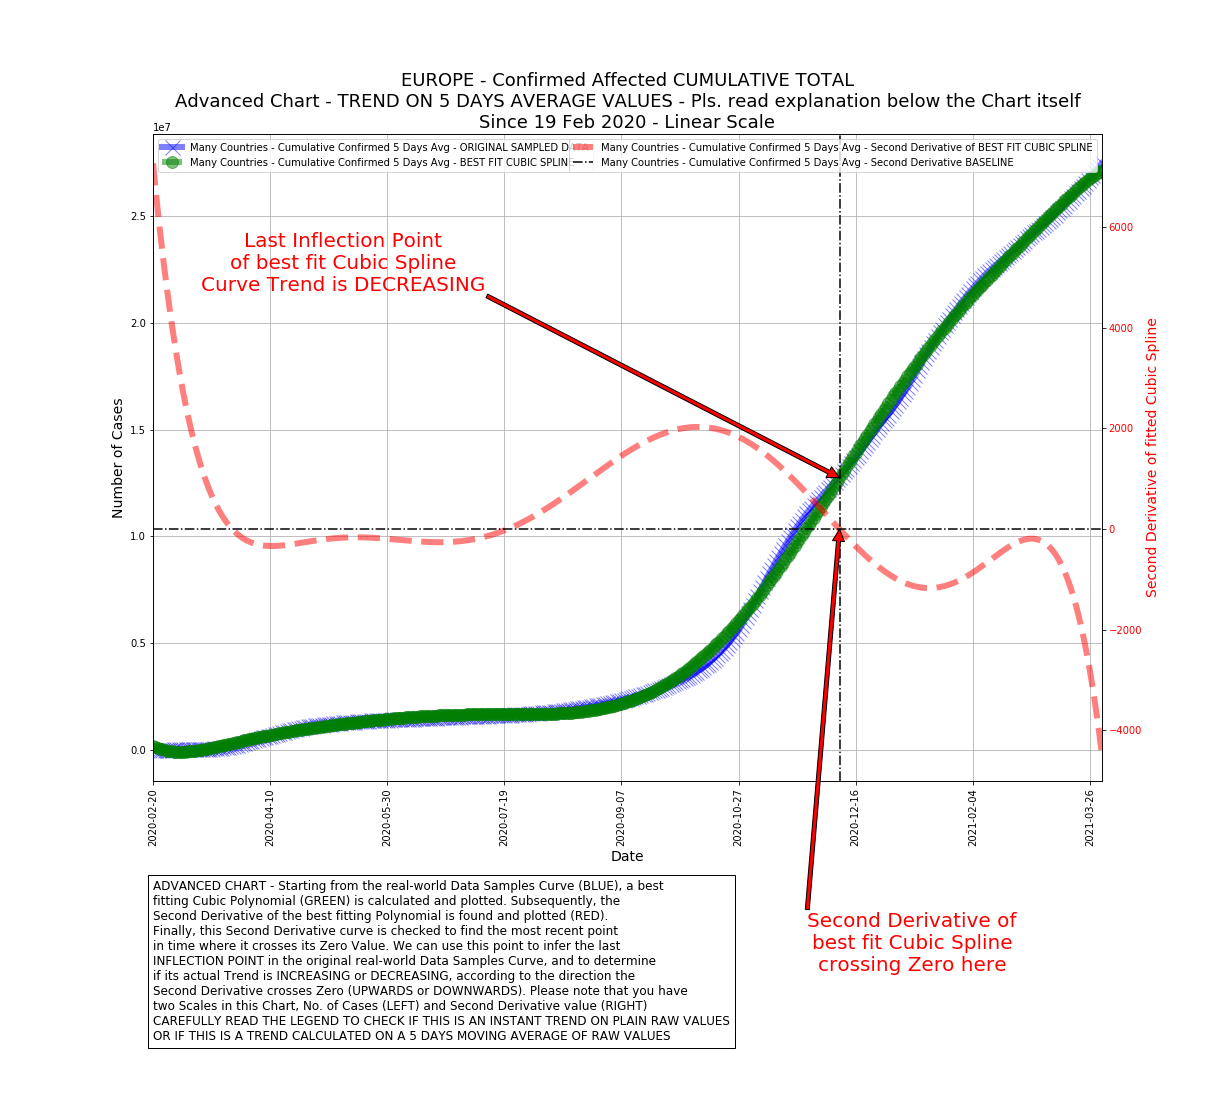 EUROPE - Confirmed Affected CUMULATIVE TOTAL
Advanced Chart - TREND ON 5 DAYS AVERAGE VALUES - Pls. read explanation below the Chart itself
Since 19 Feb 2020 - Linear Scale
1e7
Many Countries - Cumulative Confirmed 5 Days Avg - ORIGINAL SAMPLED DATA
Many Countries - Cumulative Confirmed 5 Days Avg - BEST FIT CUBIC SPLIN
Many Countries - Cumulative Confirmed 5 Days Avg - Second Derivative of BEST FIT CUBIC SPLINE
Many Countries - Cumulative Confirmed 5 Days Avg - Second Derivative BASELINE
Last Inflection Point
of best fit Cubic Spline
Curve Trend is DECREASING
Number of Cases
2.5
2.0
1.5
1.0
0.5
0.0
6000
4000
2000
0
−2000
−4000
Second Derivative of fitted Cubic Spline
2020-02-20
2020-04-10
2020-05-30
2020-07-19
2020-09-07
2020-10-27
2020-12-16
2021-02-04
2021-03-26
Date
ADVANCED CHART - Starting from the real-world Data Samples Curve (BLUE), a best
fitting Cubic Polynomial (GREEN) is calculated and plotted. Subsequently, the
Second Derivative of the best fitting Polynomial is found and plotted (RED).
Finally, this Second Derivative curve is checked to find the most recent point
in time where it crosses its Zero Value. We can use this point to infer the last
INFLECTION POINT in the original real-world Data Samples Curve, and to determine
if its actual Trend is INCREASING or DECREASING, according to the direction the
Second Derivative crosses Zero (UPWARDS or DOWNWARDS). Please note that you have
two Scales in this Chart, No. of Cases (LEFT) and Second Derivative value (RIGHT)
CAREFULLY READ THE LEGEND TO CHECK IF THIS IS AN INSTANT TREND ON PLAIN RAW VALUES
OR IF THIS IS A TREND CALCULATED ON A 5 DAYS MOVING AVERAGE OF RAW VALUES
Second Derivative of
best fit Cubic Spline
crossing Zero here